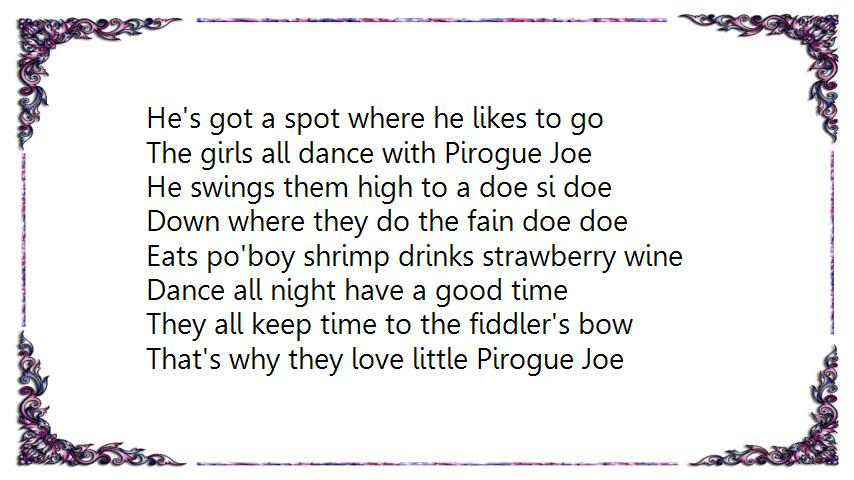 He's got a spot where he likes to go
The girls all dance with Pirogue Joe
He swings them high to a doe si doe
Down where they do the fain doe doe
Eats po'boy shrimp drinks strawberry wine
Dance all night have a good time
They all keep time to the fiddler's bow
That's why they love little Pirogue Joe